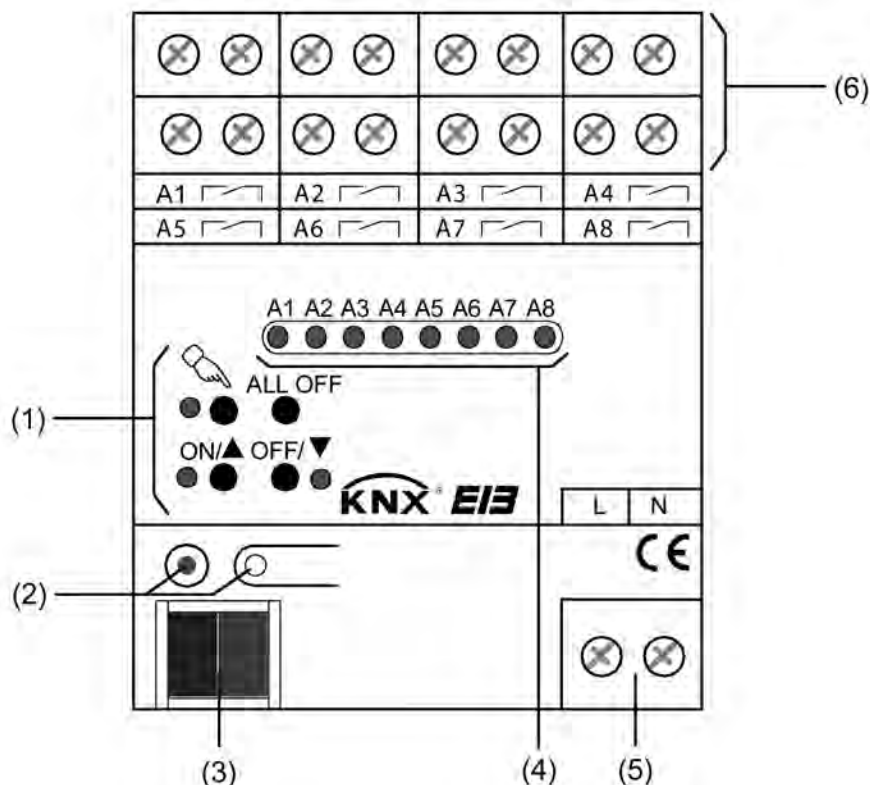 (6)
A1 A2 A3 A4
A5 A6 A7 A8
A1 A2 A3 A4 A5 A6 A7 A8
(1)
ALL OFF
ON/▲ OFF/▼
KNX® EIB
L N
CE
(2)
(3) (4) (5)